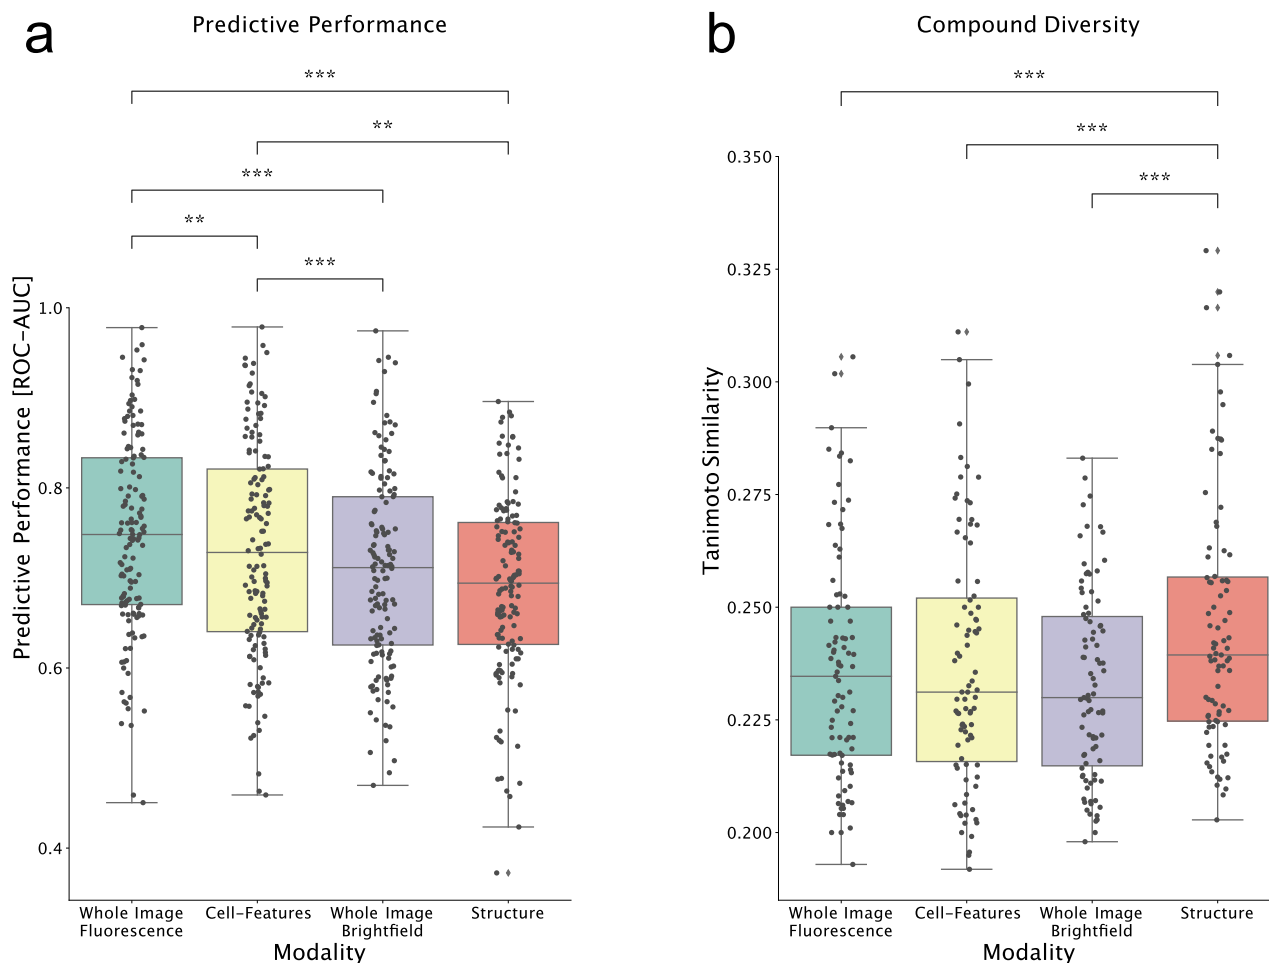 a
Predictive Performance
***
**
***
**
***
Predictive Performance [ROC-AUC]
1.0
0.8
0.6
0.4
Whole Image
Fluorescence
Cell-Features
Whole Image
Brightfield
Structure
Modality
b
Compound Diversity
***
***
***
Tanimoto Similarity
0.350
0.325
0.300
0.275
0.250
0.225
0.200
Whole Image
Fluorescence
Cell-Features
Whole Image
Brightfield
Structure
Modality